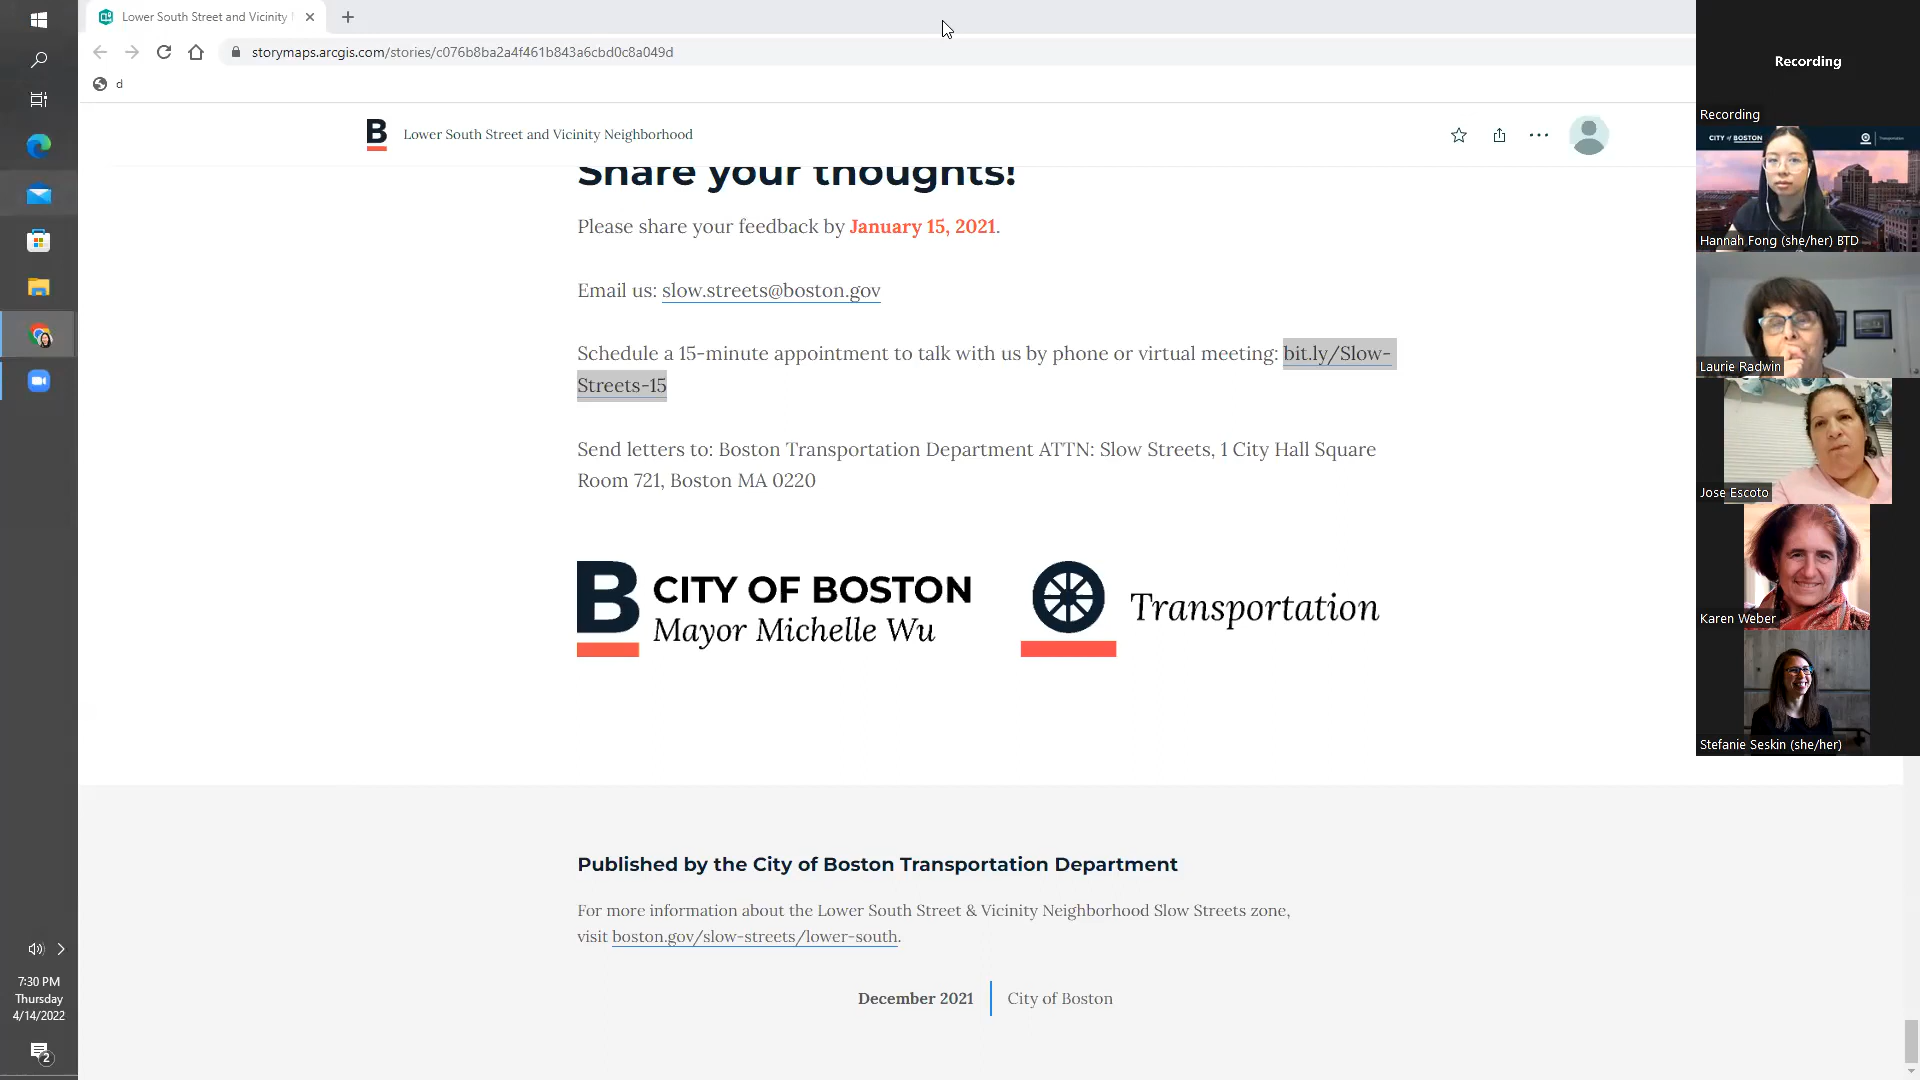 Lower South Street and Vicinity
storymaps.arcgis.com/stories/c076b8ba2a4f461b843a6cbd0c8a049d
d
B Lower South Street and Vicinity Neighborhood
Share your thoughts!
Please share your feedback by January 15, 2021.
Email us: slow.streets@boston.gov
Schedule a 15-minute appointment to talk with us by phone or virtual meeting: bit.ly/Slow-
Streets-15
Send letters to: Boston Transportation Department ATTN: Slow Streets, 1 City Hall Square
Room 721, Boston MA 0220
B CITY OF BOSTON
Mayor Michelle Wu
Transportation
Published by the City of Boston Transportation Department
For more information about the Lower South Street & Vicinity Neighborhood Slow Streets zone,
visit boston.gov/slow-streets/lower-south.
December 2021 City of Boston
Recording
Recording
CITY of BOSTON Transportation
Hannah Fong (she/her) BTD
Laurie Radwin
Jose Escoto
Karen Weber
Stefanie Seskin (she/her)
7:30 PM
Thursday
4/14/2022
2